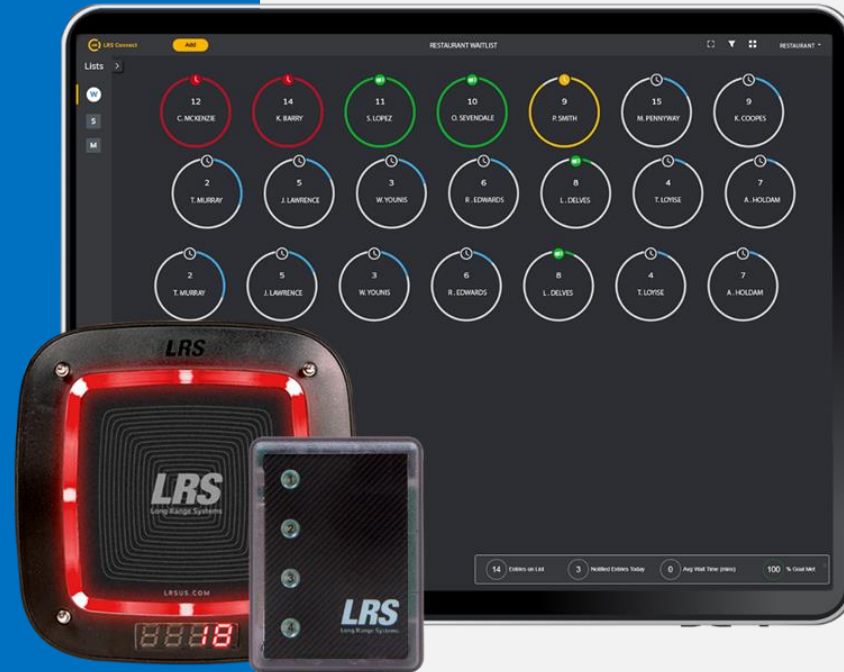 LRS Connect
Add
RESTAURANT WAITLIST
RESTAURANT
Lists
W
S
M
12
C. MCKENZIE
14
K. BARRY
11
S. LOPEZ
10
O. SEVENDALE
9
P. SMITH
15
M. PENNYWAY
9
K. COOPES
2
T. MURRAY
5
J. LAWRENCE
3
W. YOUNIS
6
R . EDWARDS
8
L . DELVES
4
T. LOYISE
7
A . HOLDAM
2
T. MURRAY
5
J. LAWRENCE
3
W. YOUNIS
6
R . EDWARDS
8
L . DELVES
4
T. LOYISE
7
A . HOLDAM
14 Entries on List
3 Notified Entries Today
0 Avg Wait Time (mins)
100 % Goal Met
LRS
LRS
Long Range Systems
LRSUS.COM
18
1
2
3
4
LRS
Long Range Systems